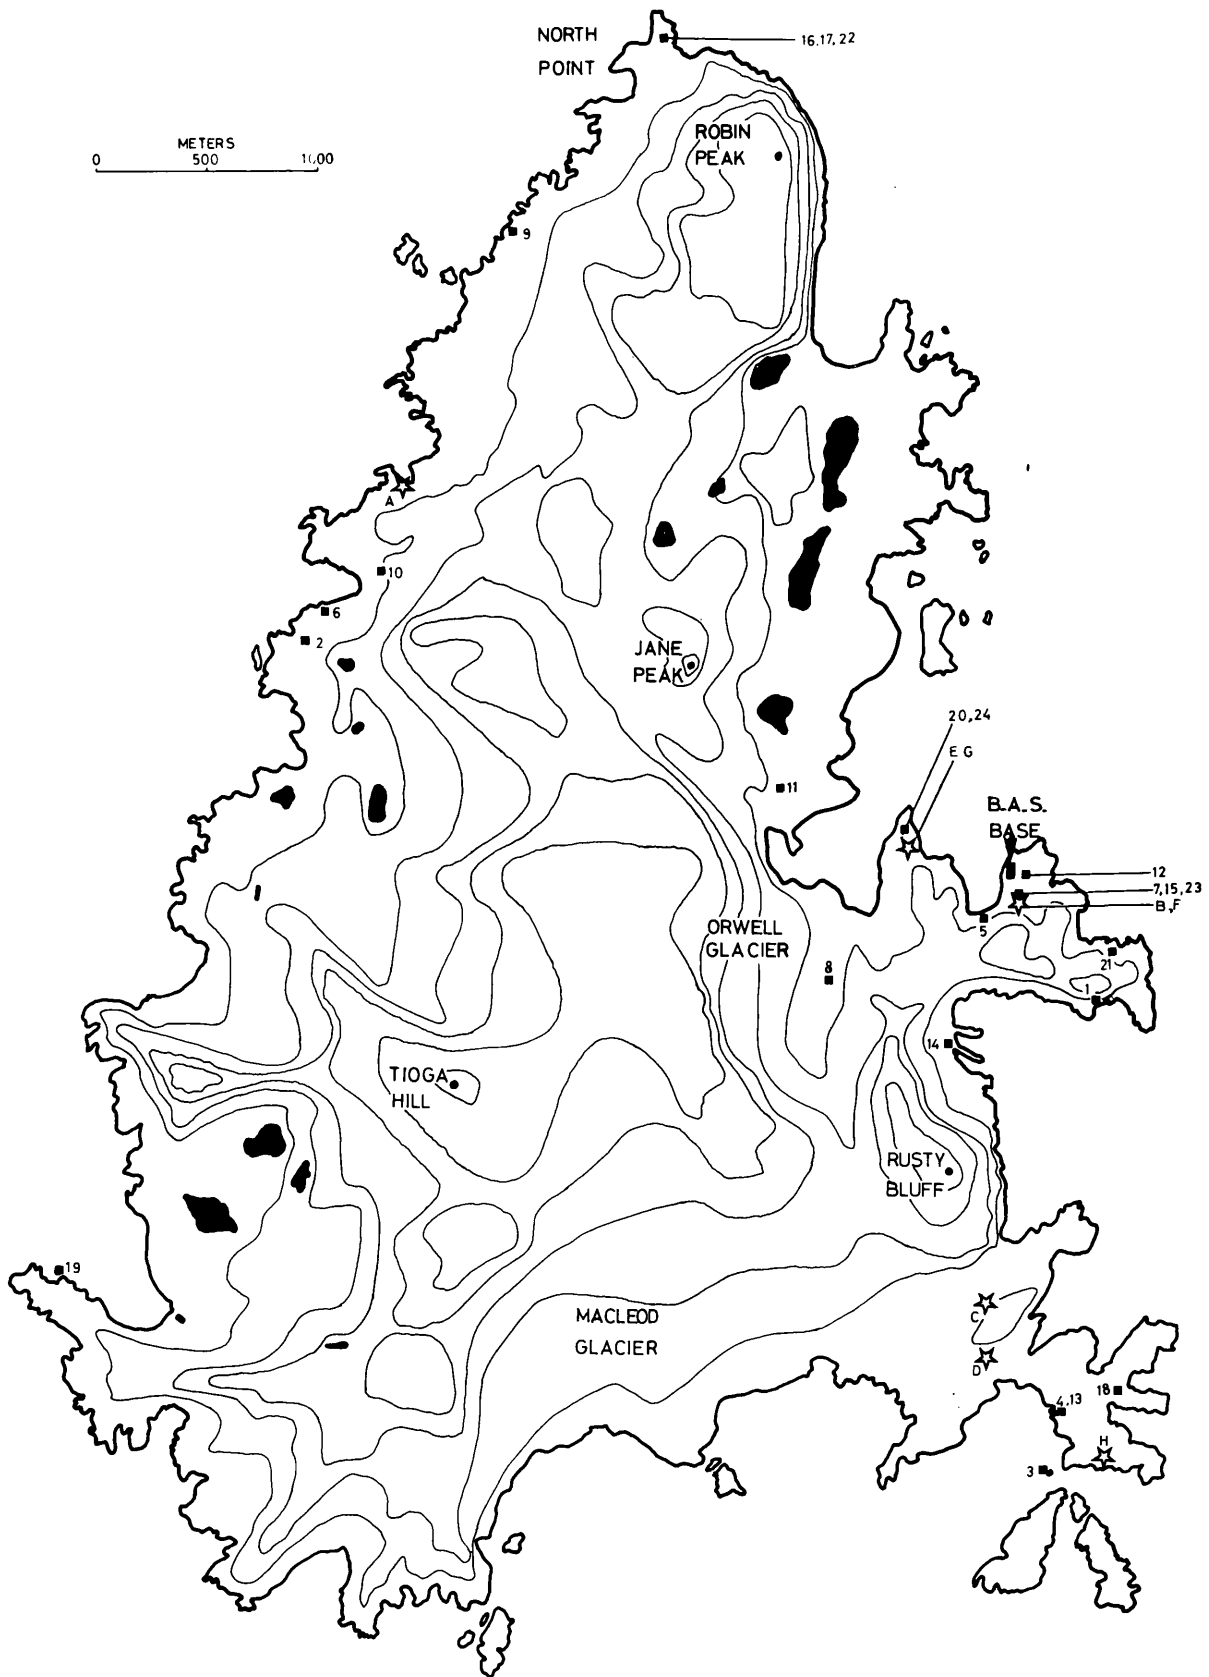 NORTH
POINT
16,17,22
METERS
0 500 1000
ROBIN
PEAK
9
A
10
6
2
JANE
PEAK
20,24
E G
11
B.A.S.
BASE
12
7,15,23
B,F
5
ORWELL
GLACIER
8
21
1
14
TIOGA
HILL
RUSTY
BLUFF
19
C
MACLEOD
GLACIER
D
18
4,13
H
3